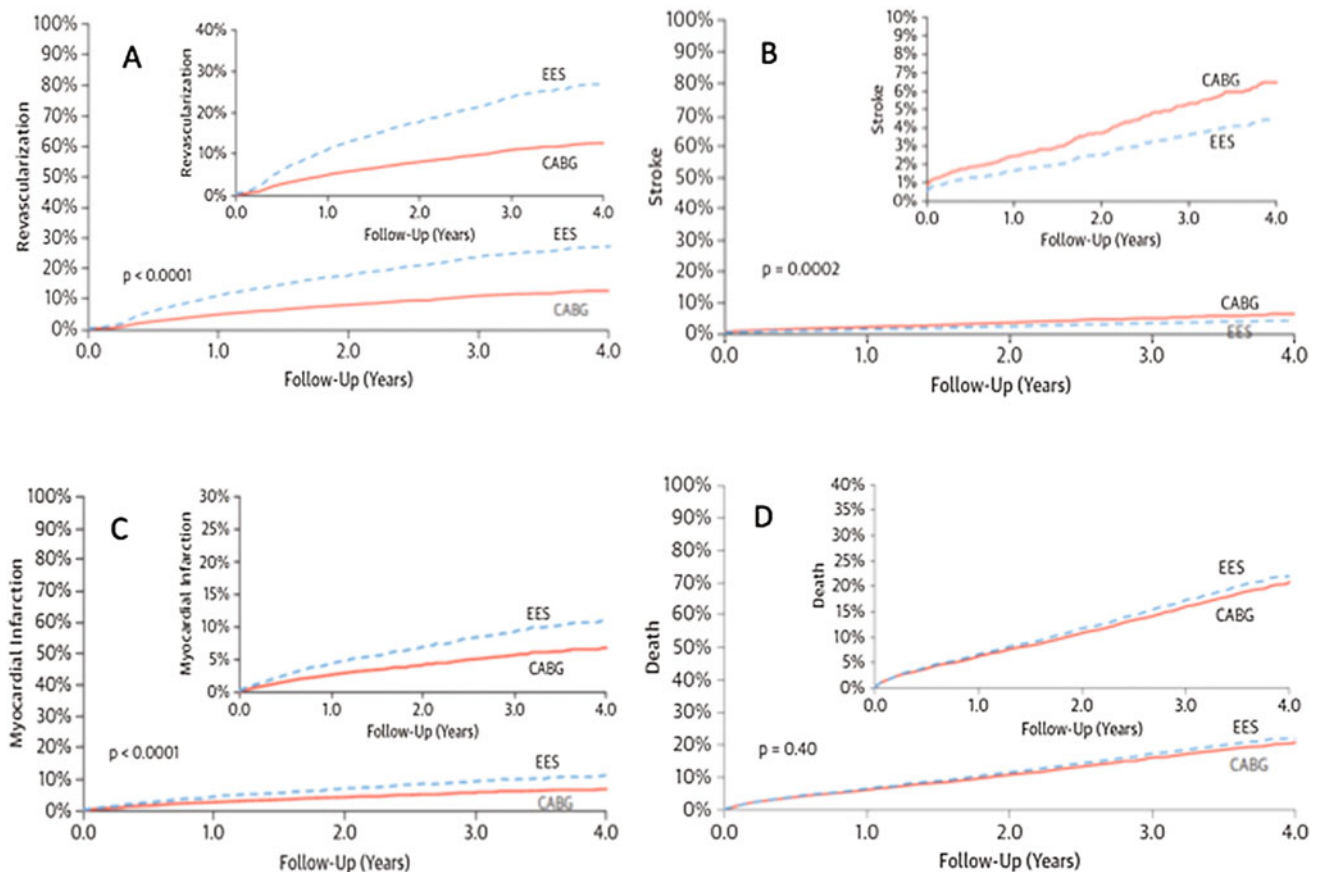 A
Revascularization
100%
90%
80%
70%
60%
50%
40%
30%
20%
10%
0%
0.0 1.0 2.0 3.0 4.0
Follow-Up (Years)
p < 0.0001
EES
CABG
Revascularization
40%
30%
20%
10%
0%
0.0 1.0 2.0 3.0 4.0
Follow-Up (Years)
EES
CABG
B
Stroke
100%
90%
80%
70%
60%
50%
40%
30%
20%
10%
0%
0.0 1.0 2.0 3.0 4.0
Follow-Up (Years)
p = 0.0002
CABG
EES
Stroke
10%
9%
8%
7%
6%
5%
4%
3%
2%
1%
0%
0.0 1.0 2.0 3.0 4.0
Follow-Up (Years)
CABG
EES
C
Myocardial Infarction
100%
90%
80%
70%
60%
50%
40%
30%
20%
10%
0%
0.0 1.0 2.0 3.0 4.0
Follow-Up (Years)
p < 0.0001
EES
CABG
Myocardial Infarction
30%
25%
20%
15%
10%
5%
0%
0.0 1.0 2.0 3.0 4.0
Follow-Up (Years)
EES
CABG
D
Death
100%
90%
80%
70%
60%
50%
40%
30%
20%
10%
0%
0.0 1.0 2.0 3.0 4.0
Follow-Up (Years)
p = 0.40
EES
CABG
Death
40%
35%
30%
25%
20%
15%
10%
5%
0%
0.0 1.0 2.0 3.0 4.0
Follow-Up (Years)
EES
CABG